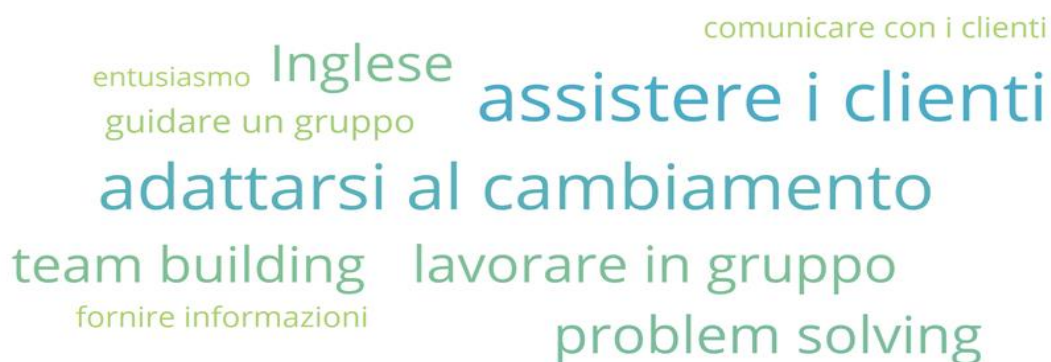 comunicare con i clienti
entusiasmo Inglese
assistere i clienti
guidare un gruppo
adattarsi al cambiamento
team building lavorare in gruppo
fornire informazioni
problem solving